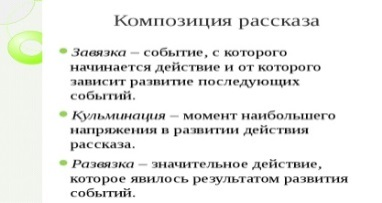 Композиция рассказа
Завязка – событие, с которого
начинается действие и от которого
зависит развитие последующих
событий.
Кульминация – момент наибольшего
напряжения в развитии действия
рассказа.
Развязка – значительное действие,
которое явилось результатом развития
событий.